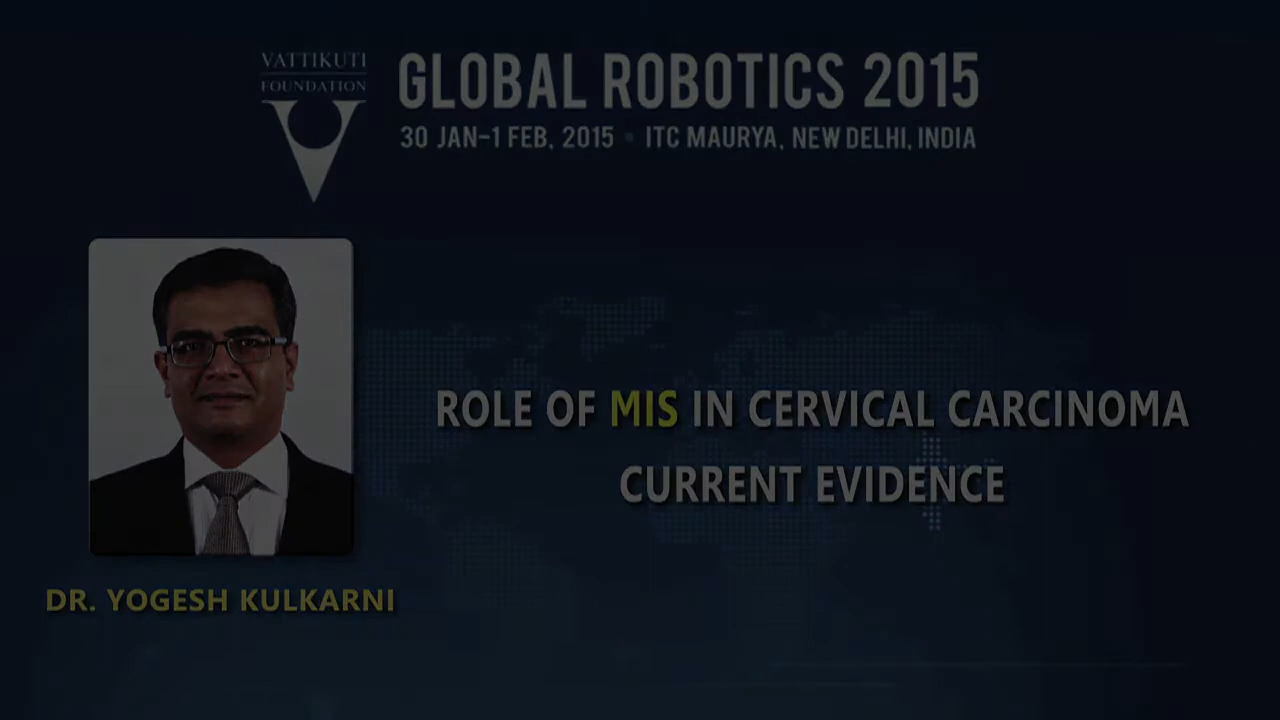 VATTIKUTI
FOUNDATION
GLOBAL ROBOTICS 2015
30 JAN-1 FEB, 2015 • ITC MAURYA, NEW DELHI, INDIA
ROLE OF MIS IN CERVICAL CARCINOMA
CURRENT EVIDENCE
DR. YOGESH KULKARNI